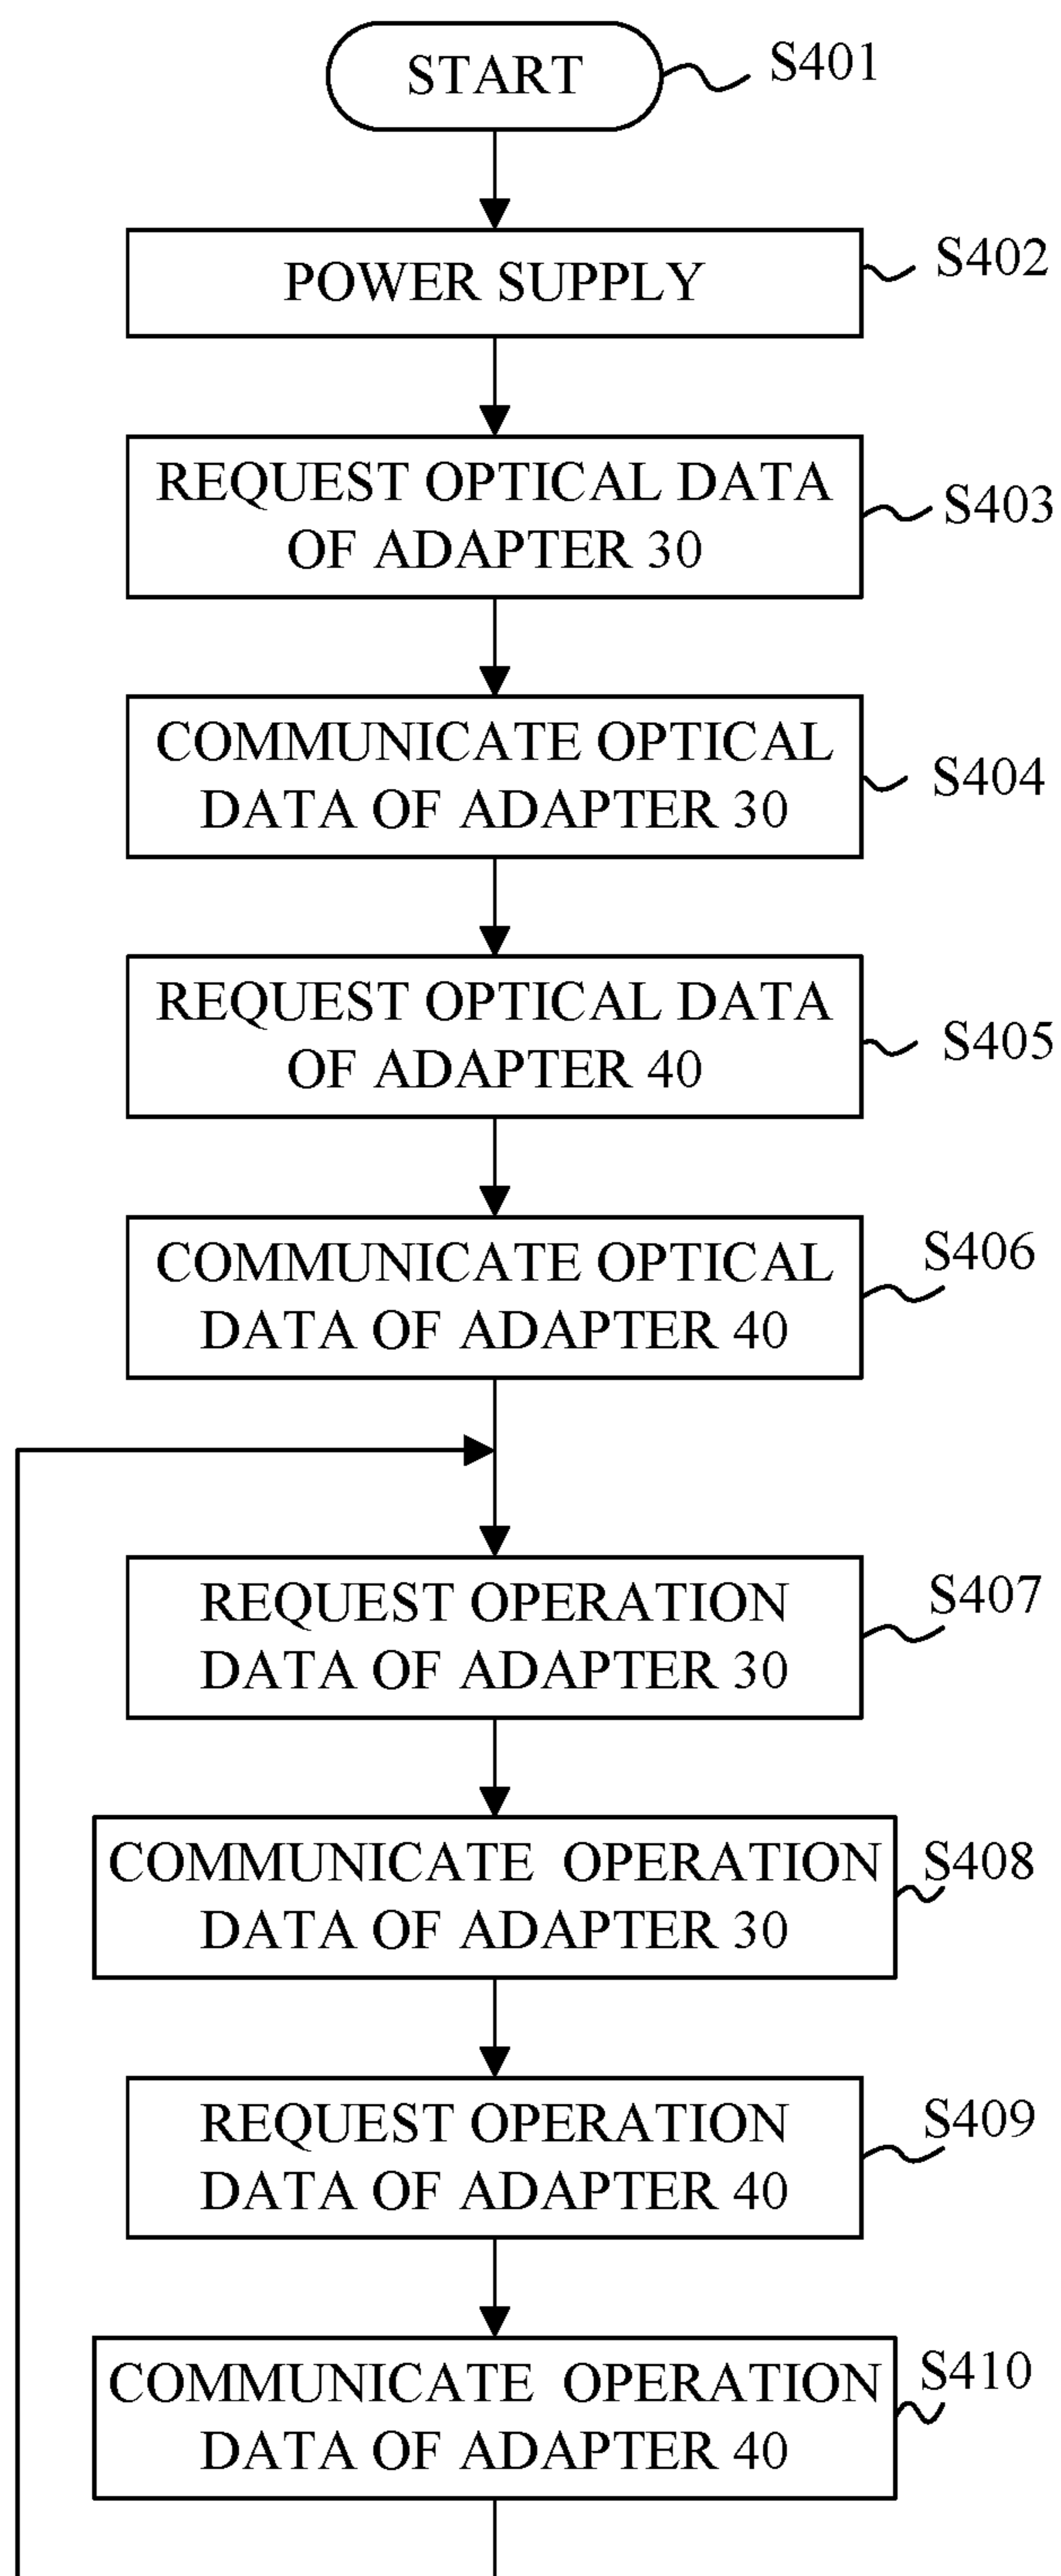 START
S401
POWER SUPPLY
S402
REQUEST OPTICAL DATA
OF ADAPTER 30
S403
COMMUNICATE OPTICAL
DATA OF ADAPTER 30
S404
REQUEST OPTICAL DATA
OF ADAPTER 40
S405
COMMUNICATE OPTICAL
DATA OF ADAPTER 40
S406
REQUEST OPERATION
DATA OF ADAPTER 30
S407
COMMUNICATE OPERATION
DATA OF ADAPTER 30
S408
REQUEST OPERATION
DATA OF ADAPTER 40
S409
COMMUNICATE OPERATION
DATA OF ADAPTER 40
S410